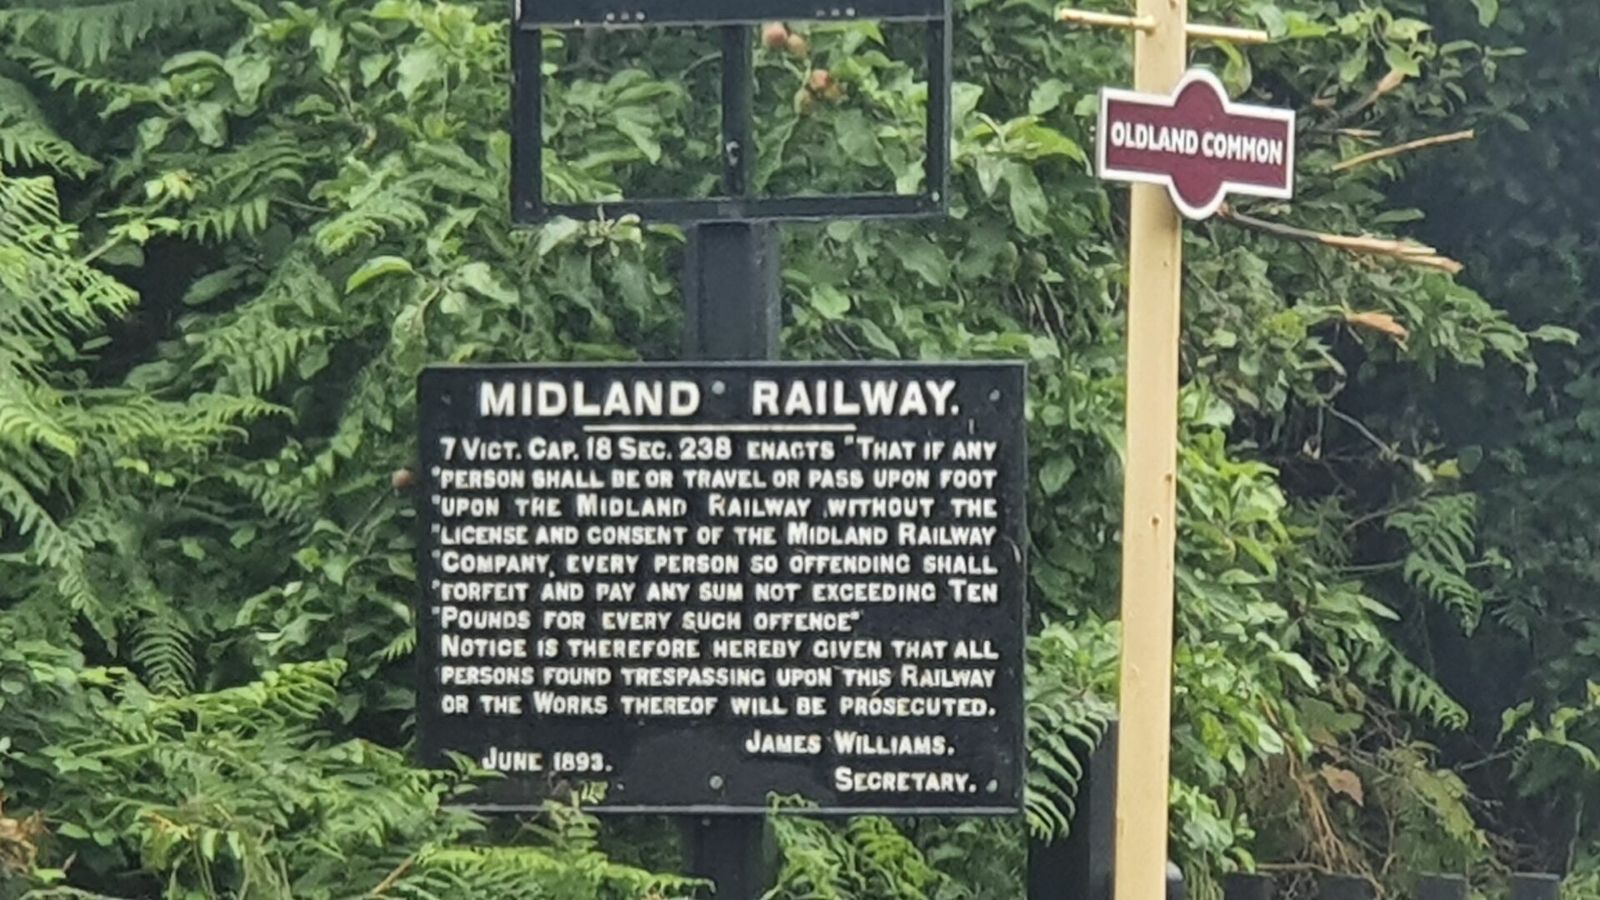 OLDLAND COMMON
MIDLAND RAILWAY.
7 VICT. CAP. 18 SEC. 238 ENACTS "THAT IF ANY
"PERSON SHALL BE OR TRAVEL OR PASS UPON FOOT
"UPON THE MIDLAND RAILWAY WITHOUT THE
"LICENSE AND CONSENT OF THE MIDLAND RAILWAY
"COMPANY, EVERY PERSON SO OFFENDING SHALL
"FORFEIT AND PAY ANY SUM NOT EXCEEDING TEN
"POUNDS FOR EVERY SUCH OFFENCE"
NOTICE IS THEREFORE HEREBY GIVEN THAT ALL
PERSONS FOUND TRESPASSING UPON THIS RAILWAY
OR THE WORKS THEREOF WILL BE PROSECUTED.
JAMES WILLIAMS.
JUNE 1893.
SECRETARY.